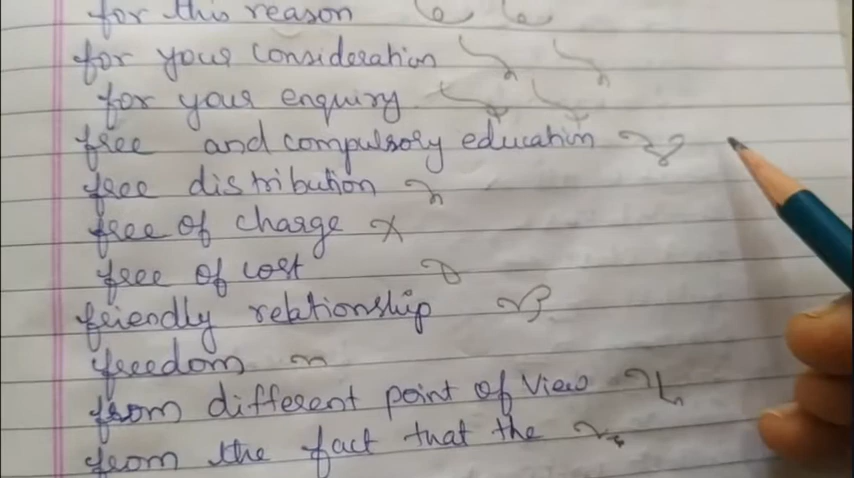 for this reason
for your consideration
for your enquiry
free and compulsory education
free distribution
free of charge
free of cost
friendly relationship
freedom
from different point of view
from the fact that the